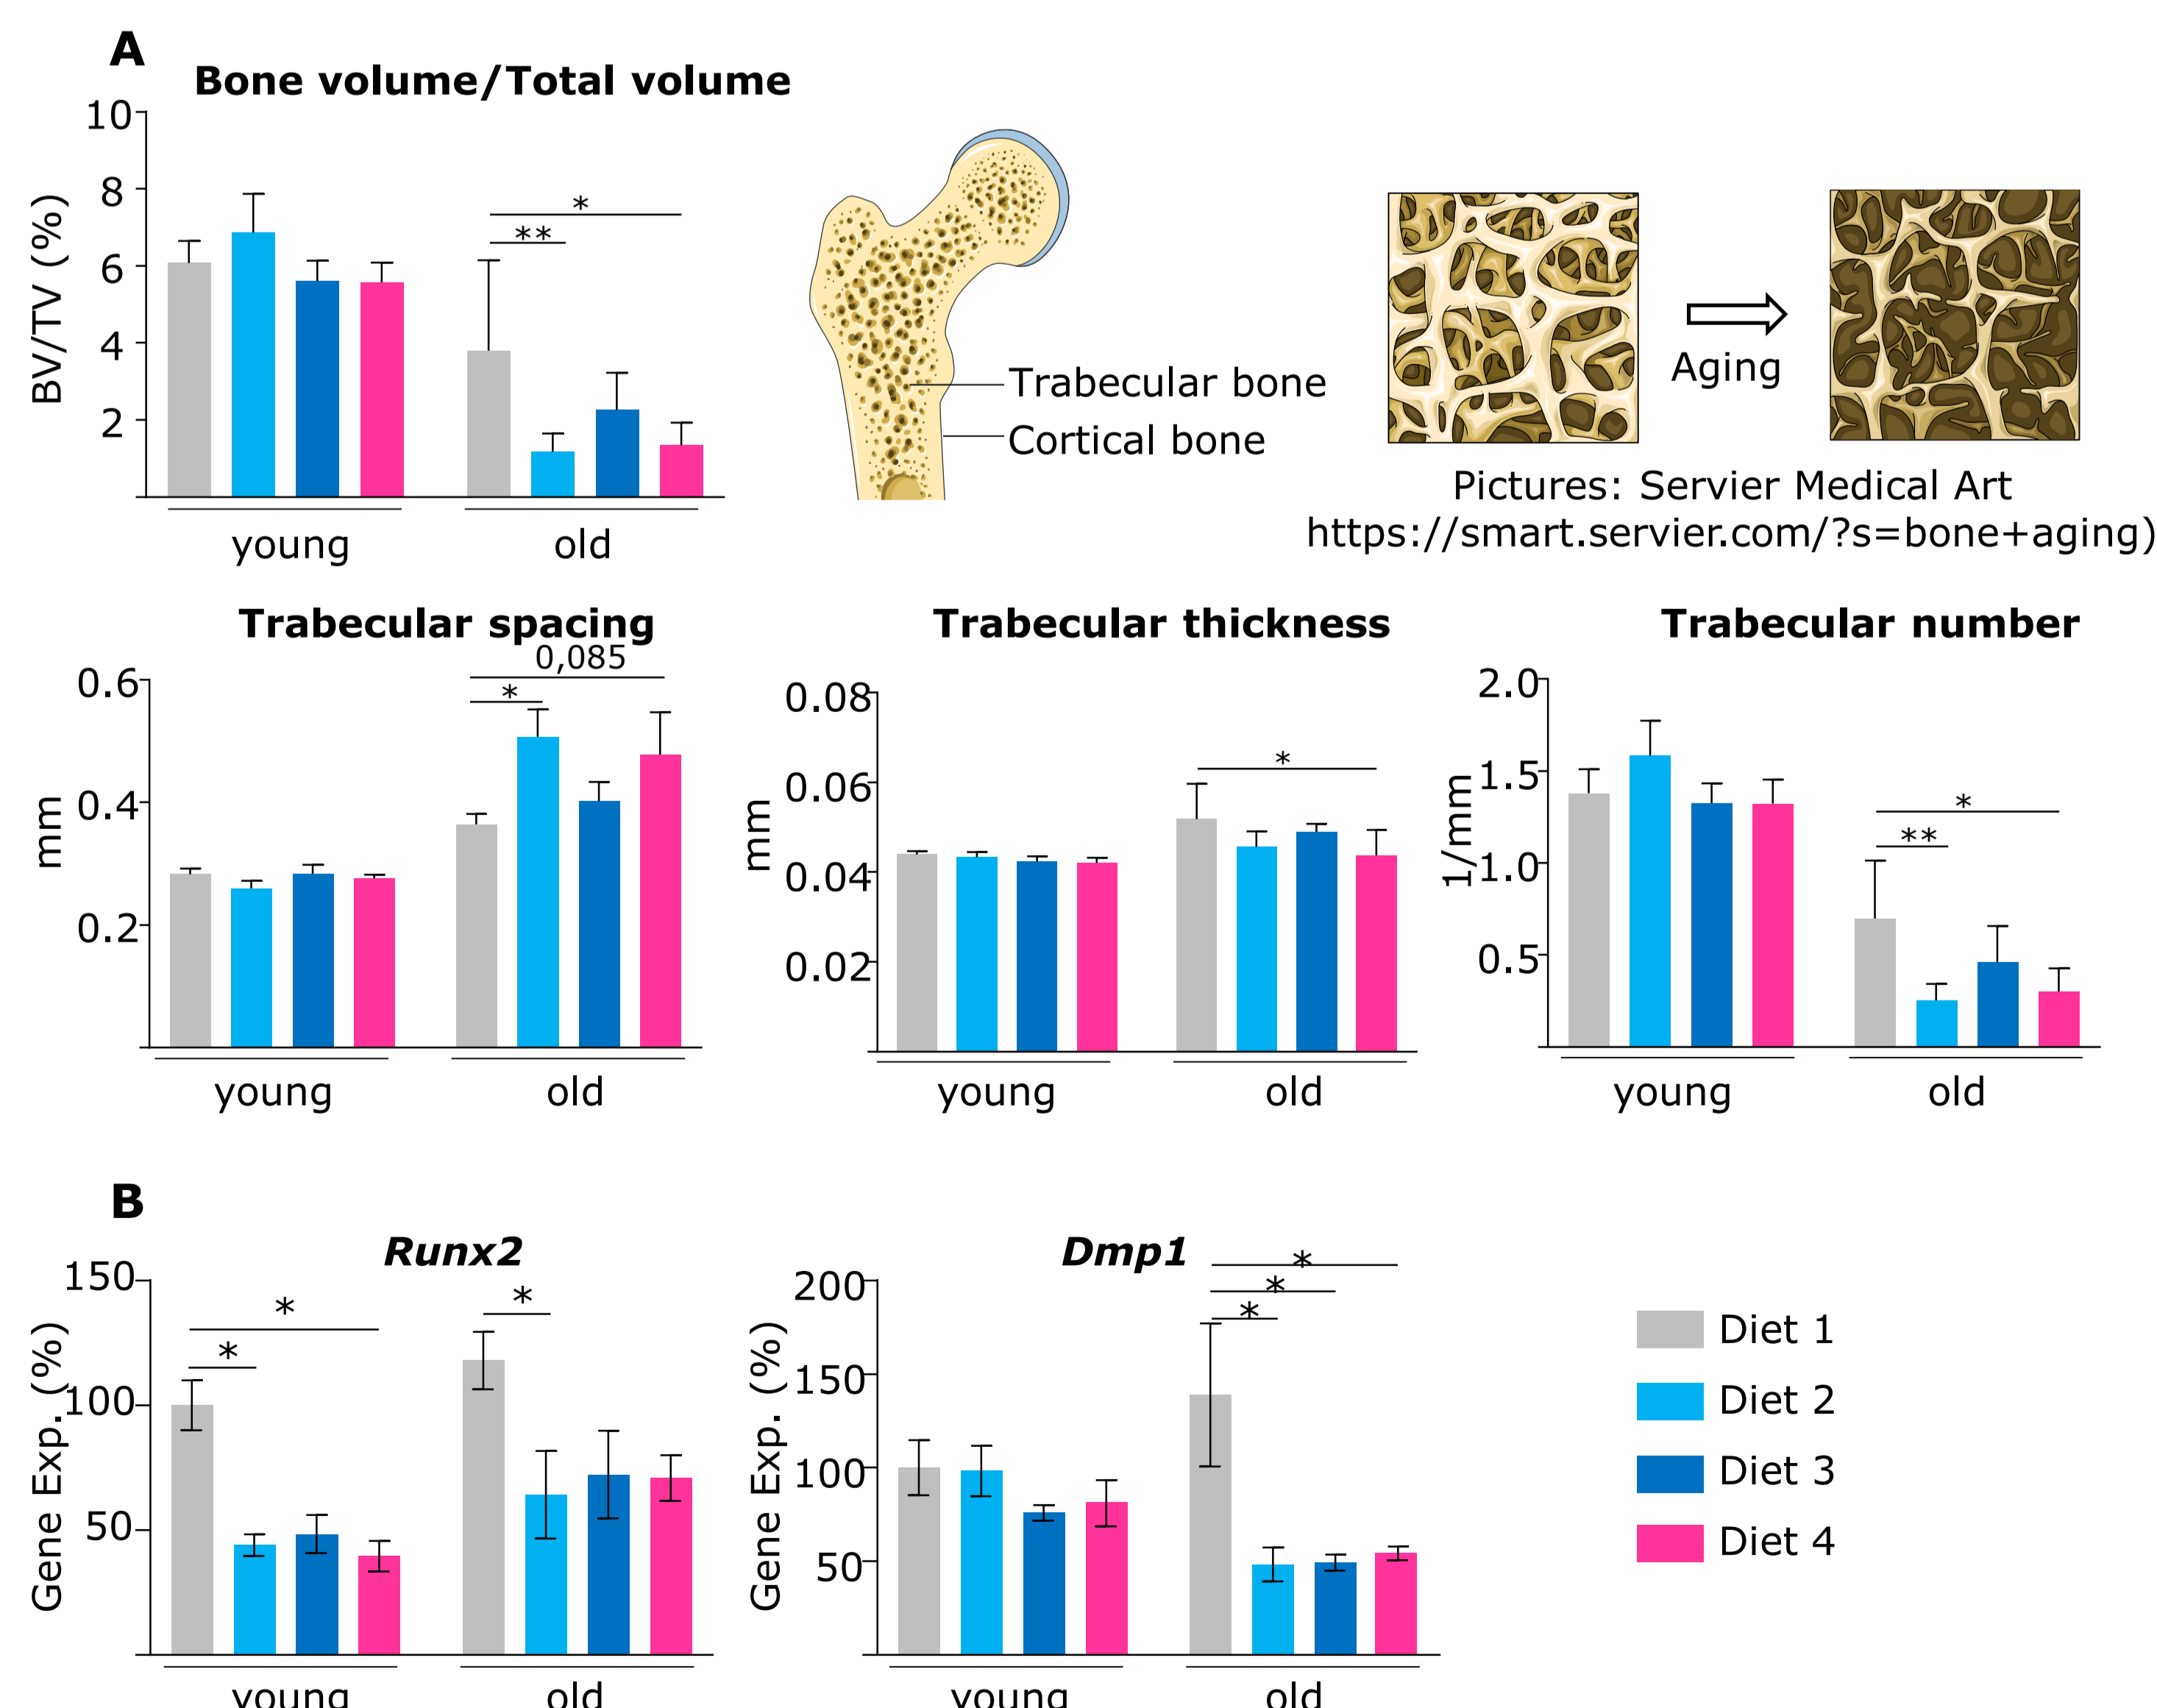 A
Bone volume/Total volume
BV/TV (%)
10
8
6
4
2
*
**
young
old
Trabecular bone
Cortical bone
Aging
Pictures: Servier Medical Art
https://smart.servier.com/?s=bone+aging)
Trabecular spacing
mm
0.6
0.4
0.2
0,085
*
young
old
Trabecular thickness
mm
0.08
0.06
0.04
0.02
*
young
old
Trabecular number
1/mm
2.0
1.5
1.0
0.5
*
**
young
old
B
Runx2
Gene Exp. (%)
150
100
50
*
*
*
young
old
Dmp1
Gene Exp. (%)
200
150
100
50
*
*
*
young
old
Diet 1
Diet 2
Diet 3
Diet 4